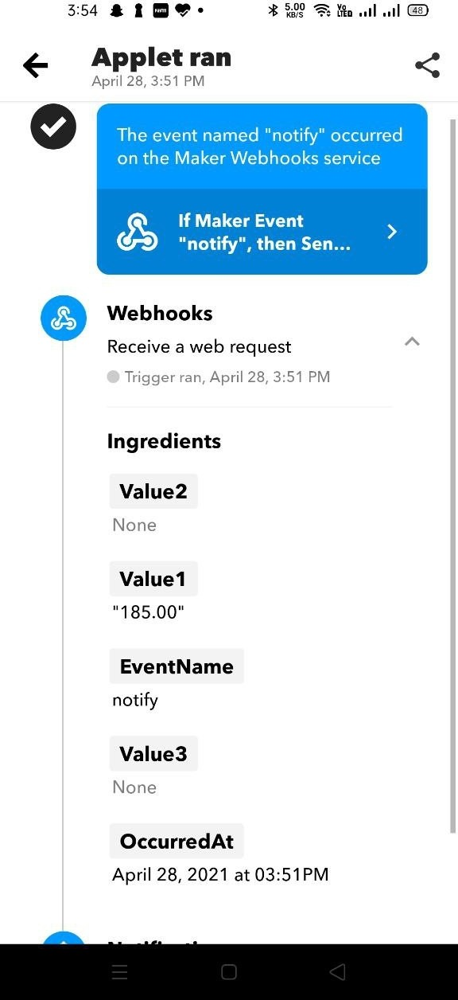 3:54
5.00
KB/S
Vo
LTE
48
Applet ran
April 28, 3:51 PM
The event named "notify" occurred
on the Maker Webhooks service
If Maker Event
"notify", then Sen...
Webhooks
Receive a web request
Trigger ran, April 28, 3:51 PM
Ingredients
Value2
None
Value1
"185.00"
EventName
notify
Value3
None
OccurredAt
April 28, 2021 at 03:51PM